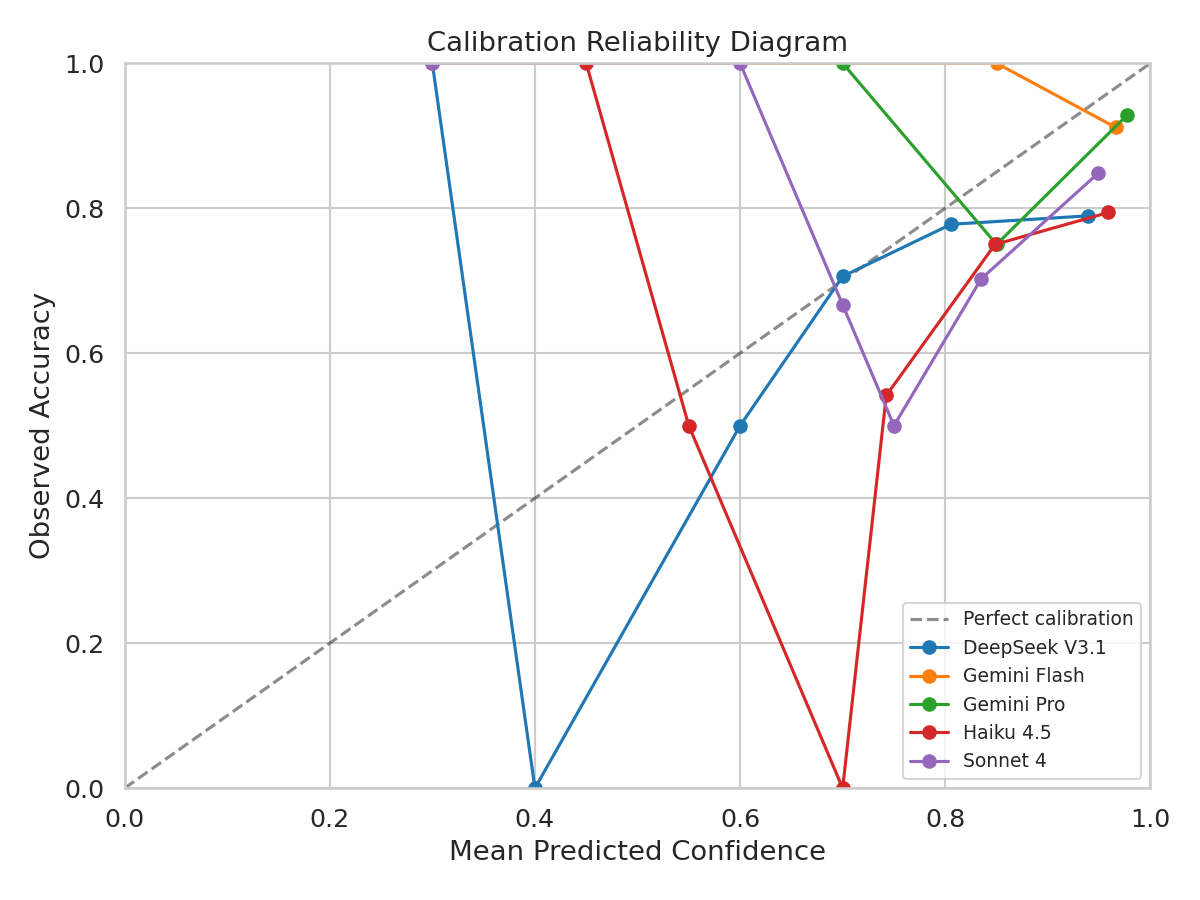 Calibration Reliability Diagram
1.0
0.8
0.6
0.4
0.2
0.0
Observed Accuracy
0.0 0.2 0.4 0.6 0.8 1.0
Mean Predicted Confidence
Perfect calibration
DeepSeek V3.1
Gemini Flash
Gemini Pro
Haiku 4.5
Sonnet 4